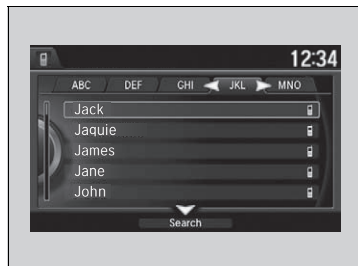 12:34
ABC DEF GHI JKL MNO
Jack
Jaquie
James
Jane
John
Search